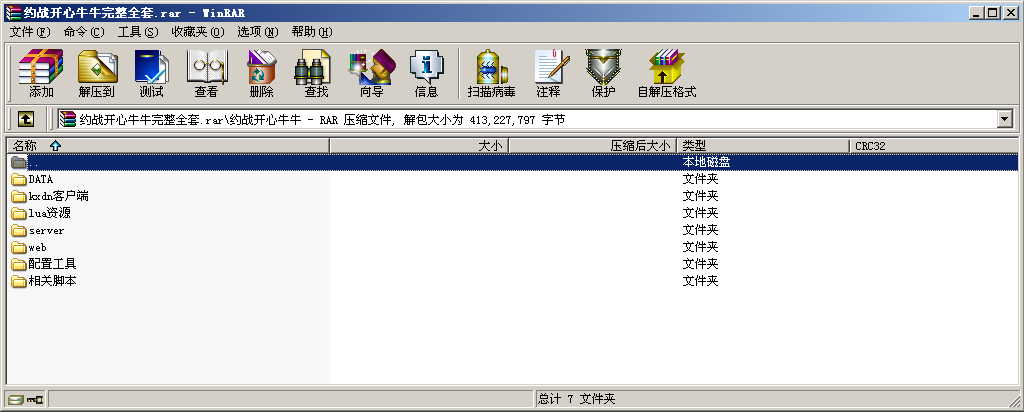 约战开心牛牛完整全套.rar - WinRAR
文件(F) 命令(C) 工具(S) 收藏夹(O) 选项(N) 帮助(H)
添加 解压到 测试 查看 删除 查找 向导 信息 扫描病毒 注释 保护 自解压格式
约战开心牛牛完整全套.rar\约战开心牛牛 - RAR 压缩文件, 解包大小为 413,227,797 字节
名称 大小 压缩后大小 类型 CRC32
.. 本地磁盘
DATA 文件夹
kxdn客户端 文件夹
lua资源 文件夹
server 文件夹
web 文件夹
配置工具 文件夹
相关脚本 文件夹
总计 7 文件夹